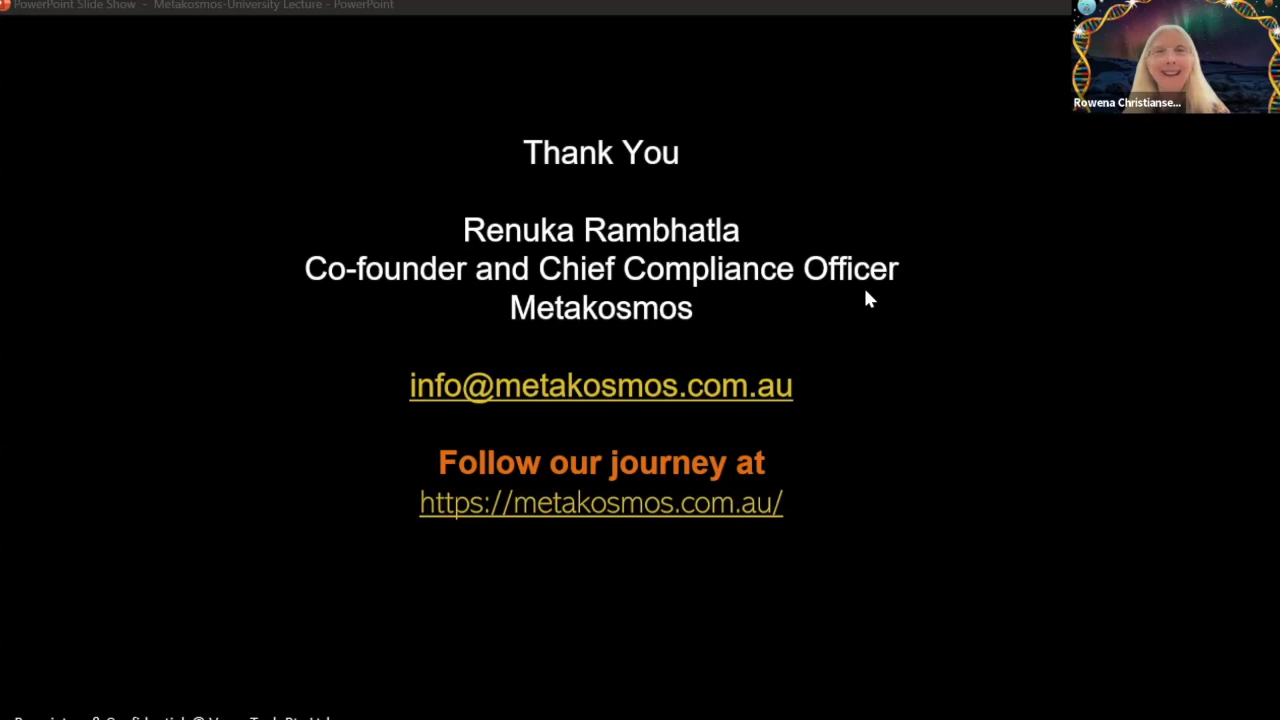 PowerPoint Slide Show - Metakosmos-University Lecture - PowerPoint
Rowena Christianse...
Thank You
Renuka Rambhatla
Co-founder and Chief Compliance Officer
Metakosmos
info@metakosmos.com.au
Follow our journey at
https://metakosmos.com.au/